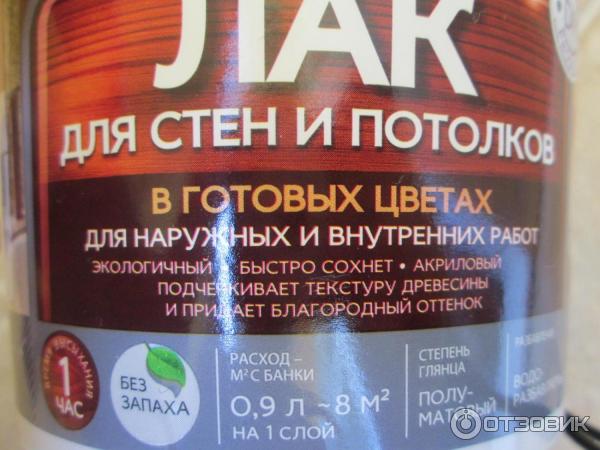 ЛАК
ДЛЯ СТЕН И ПОТОЛКОВ
В ГОТОВЫХ ЦВЕТАХ
ДЛЯ НАРУЖНЫХ И ВНУТРЕННИХ РАБОТ
ЭКОЛОГИЧНЫЙ • БЫСТРО СОХНЕТ • АКРИЛОВЫЙ
ПОДЧЕРКИВАЕТ ТЕКСТУРУ ДРЕВЕСИНЫ
И ПРИДАЕТ БЛАГОРОДНЫЙ ОТТЕНОК
ВРЕМЯ ВЫСЫХАНИЯ
1
ЧАС
БЕЗ
ЗАПАХА
РАСХОД –
М² С БАНКИ
0,9 л ~8 м²
НА 1 СЛОЙ
СТЕПЕНЬ
ГЛЯНЦА
ПОЛУ-
МАТОВЫЙ
ВОДО-
ОТЗОВИК